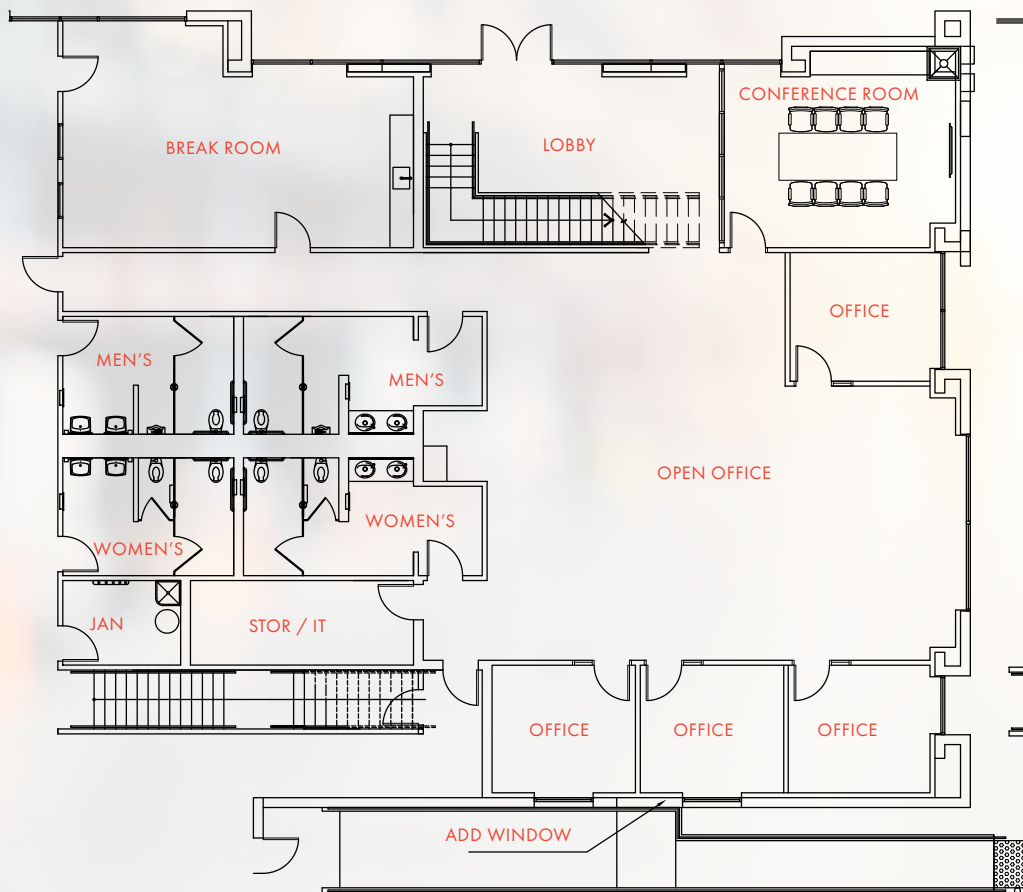 CONFERENCE ROOM
BREAK ROOM
LOBBY
OFFICE
MEN'S
MEN'S
OPEN OFFICE
WOMEN'S
WOMEN'S
JAN
STOR / IT
OFFICE
OFFICE
OFFICE
ADD WINDOW